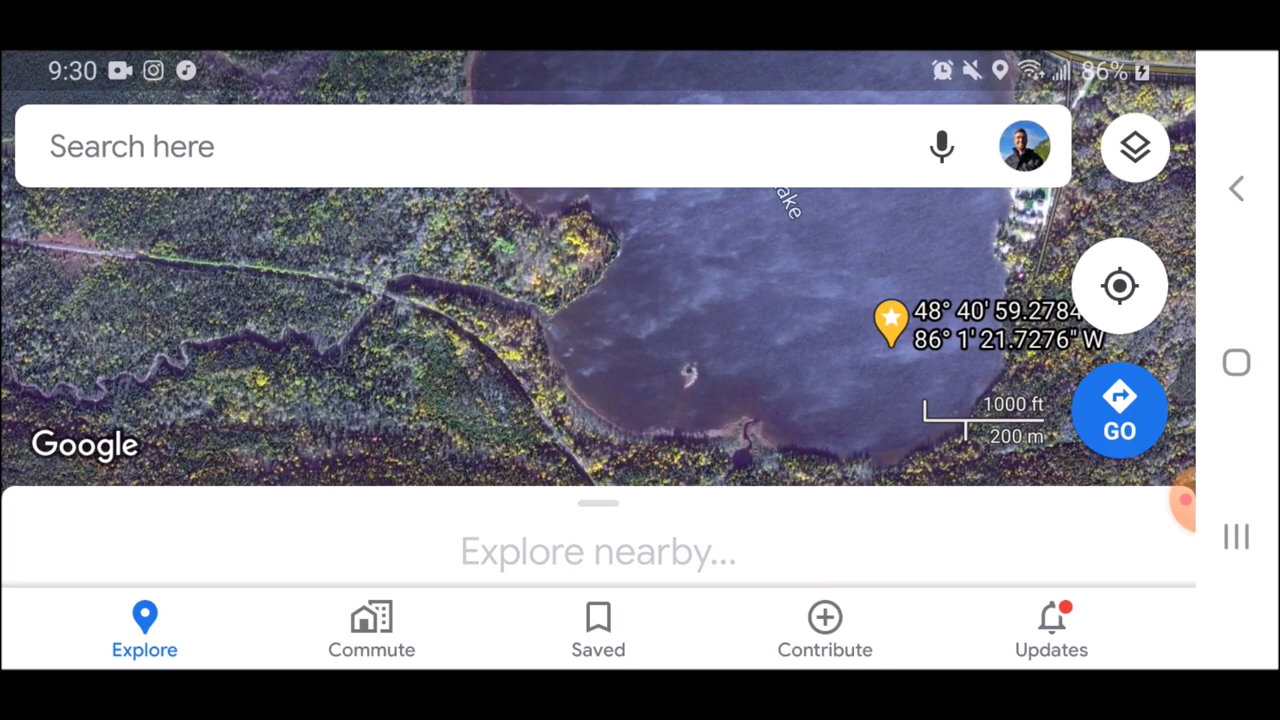 9:30
86%
Search here
ake
48° 40' 59.2784
86° 1' 21.7276" W
1000 ft
200 m
GO
Google
Explore nearby...
Explore
Commute
Saved
Contribute
Updates